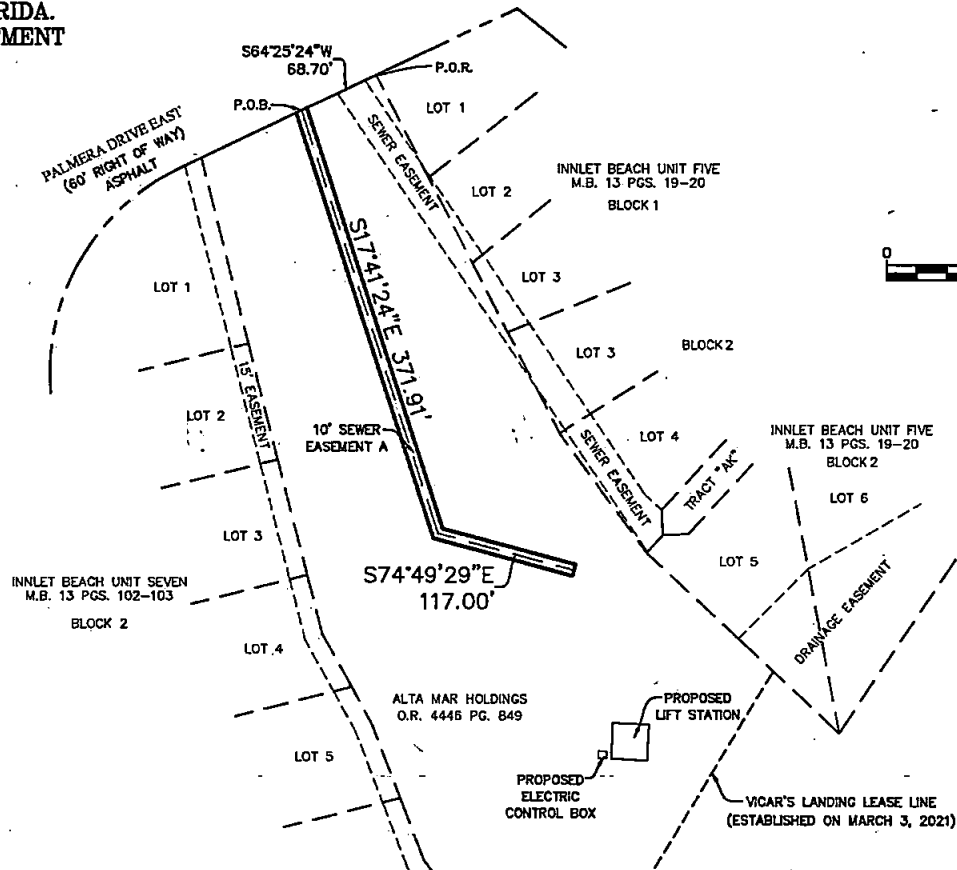 RIDA.
MENT
S64°25'24"W
68.70'
P.O.R.
P.O.B.
PALMERA DRIVE EAST
(60' RIGHT OF WAY)
ASPHALT
LOT 1
SEWER EASEMENT
LOT 2
INNLET BEACH UNIT FIVE
M.B. 13 PGS. 19-20
BLOCK 1
0
LOT 1
S17°41'24"E 371.91'
LOT 3
LOT 3
BLOCK 2
15' EASEMENT
LOT 2
10' SEWER
EASEMENT A
SEWER EASEMENT
LOT 4
TRACT "AK"
INNLET BEACH UNIT FIVE
M.B. 13 PGS. 19-20
BLOCK 2
LOT 6
LOT 3
LOT 5
S74°49'29"E
117.00'
INNLET BEACH UNIT SEVEN
M.B. 13 PGS. 102-103
BLOCK 2
DRAINAGE EASEMENT
LOT 4
ALTA MAR HOLDINGS
O.R. 4446 PG. 849
PROPOSED
LIFT STATION
LOT 5
PROPOSED
ELECTRIC
CONTROL BOX
VICAR'S LANDING LEASE LINE
(ESTABLISHED ON MARCH 3, 2021)